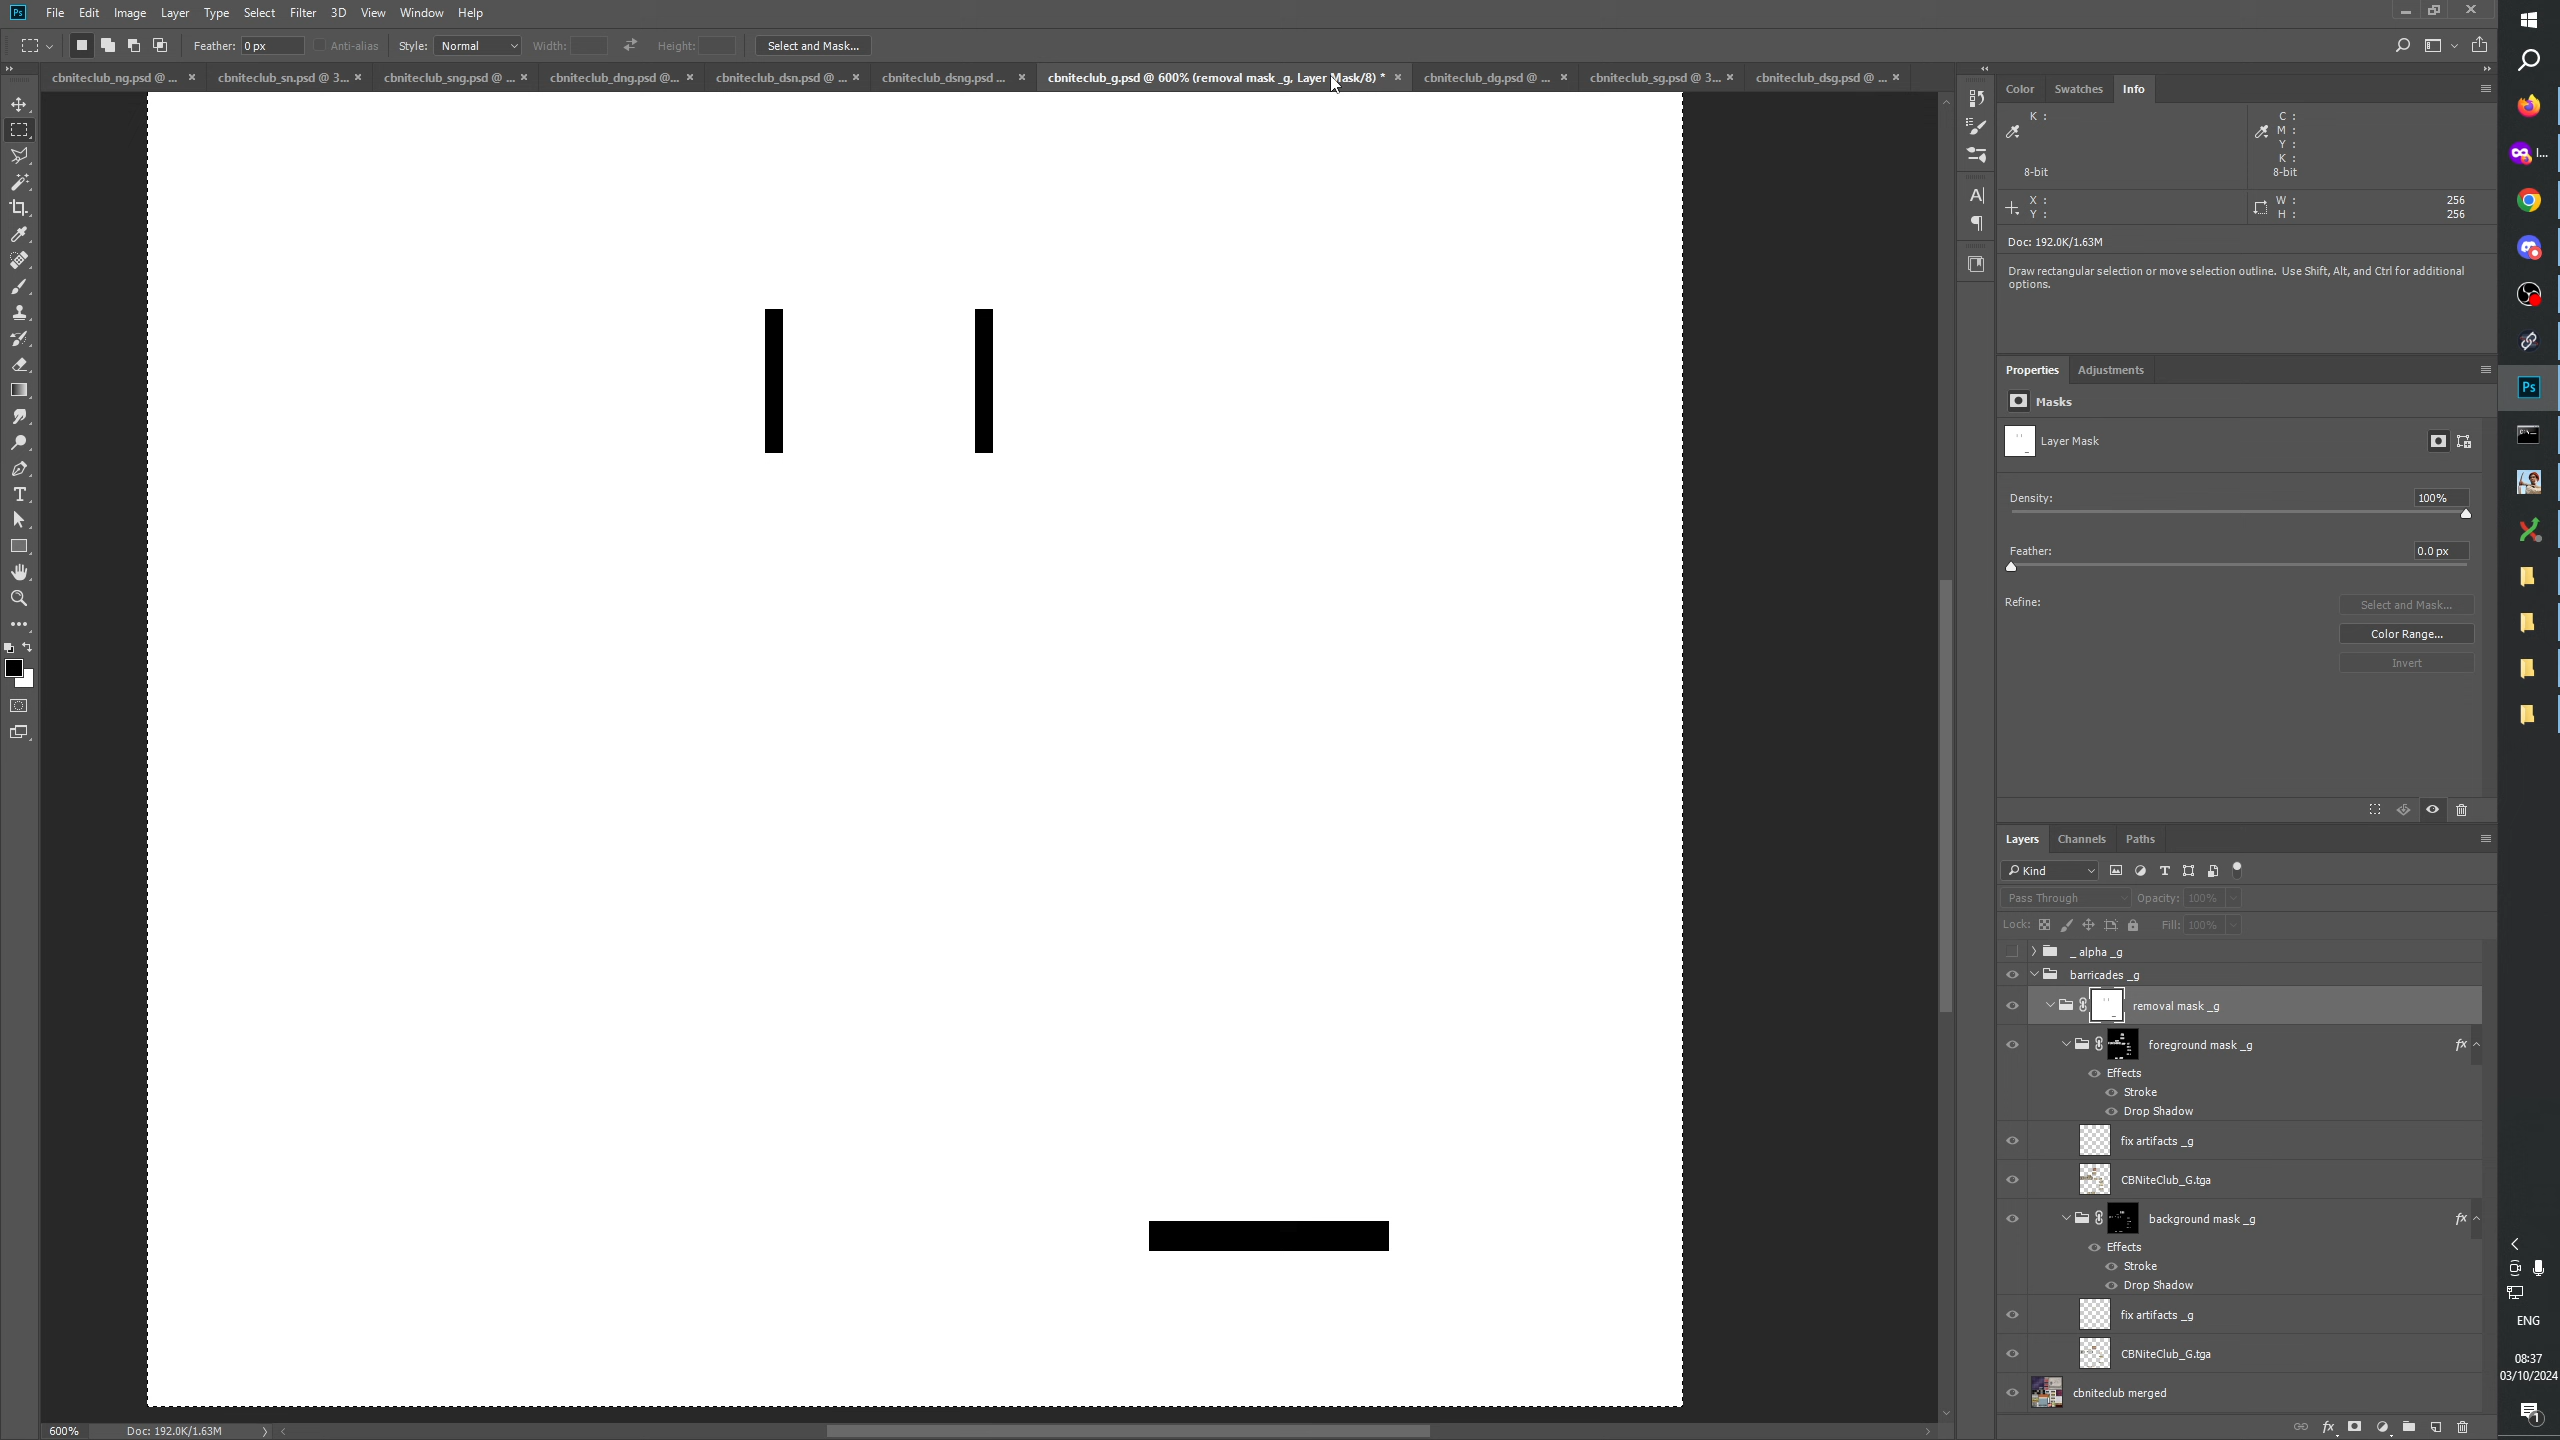 Ps File Edit Image Layer Type Select Filter 3D View Window Help
Feather: 0 px Anti-alias Style: Normal Width: Height: Select and Mask...
cbniteclub_ng.psd @ ... × cbniteclub_sn.psd @ 3... × cbniteclub_sng.psd @ ... × cbniteclub_dng.psd @... × cbniteclub_dsn.psd @ ... × cbniteclub_dsng.psd ... × cbniteclub_g.psd @ 600% (removal mask _g, Layer Mask/8) * × cbniteclub_dg.psd @ ... × cbniteclub_sg.psd @ 3... × cbniteclub_dsg.psd @ ... ×
Color Swatches Info
K :
8-bit
C :
M :
Y :
K :
8-bit
X :
Y :
W : 256
H : 256
Doc: 192.0K/1.63M
Draw rectangular selection or move selection outline. Use Shift, Alt, and Ctrl for additional
options.
Properties Adjustments
Masks
Layer Mask
Density: 100%
Feather: 0.0 px
Refine: Select and Mask...
Color Range...
Invert
Layers Channels Paths
Kind
Pass Through Opacity: 100%
Lock: Fill: 100%
_ alpha _g
barricades _g
removal mask _g
foreground mask _g fx
Effects
Stroke
Drop Shadow
fix artifacts _g
CBNiteClub_G.tga
background mask _g fx
Effects
Stroke
Drop Shadow
fix artifacts _g
CBNiteClub_G.tga
cbniteclub merged
600% Doc: 192.0K/1.63M
I...
Ps
ENG
08:37
03/10/2024
1